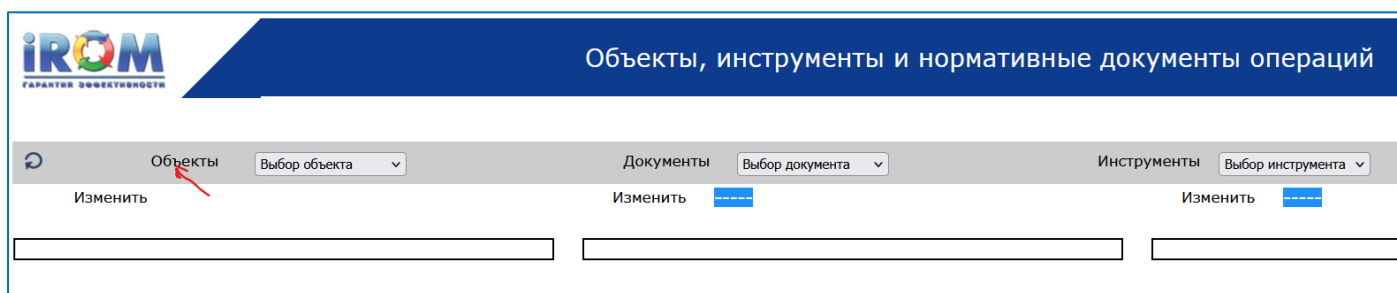 iROM
ГАРАНТИЯ ЭФФЕКТИВНОСТИ
Объекты, инструменты и нормативные документы операций
Объекты Выбор объекта Документы Выбор документа Инструменты Выбор инструмента
Изменить Изменить ----- Изменить -----